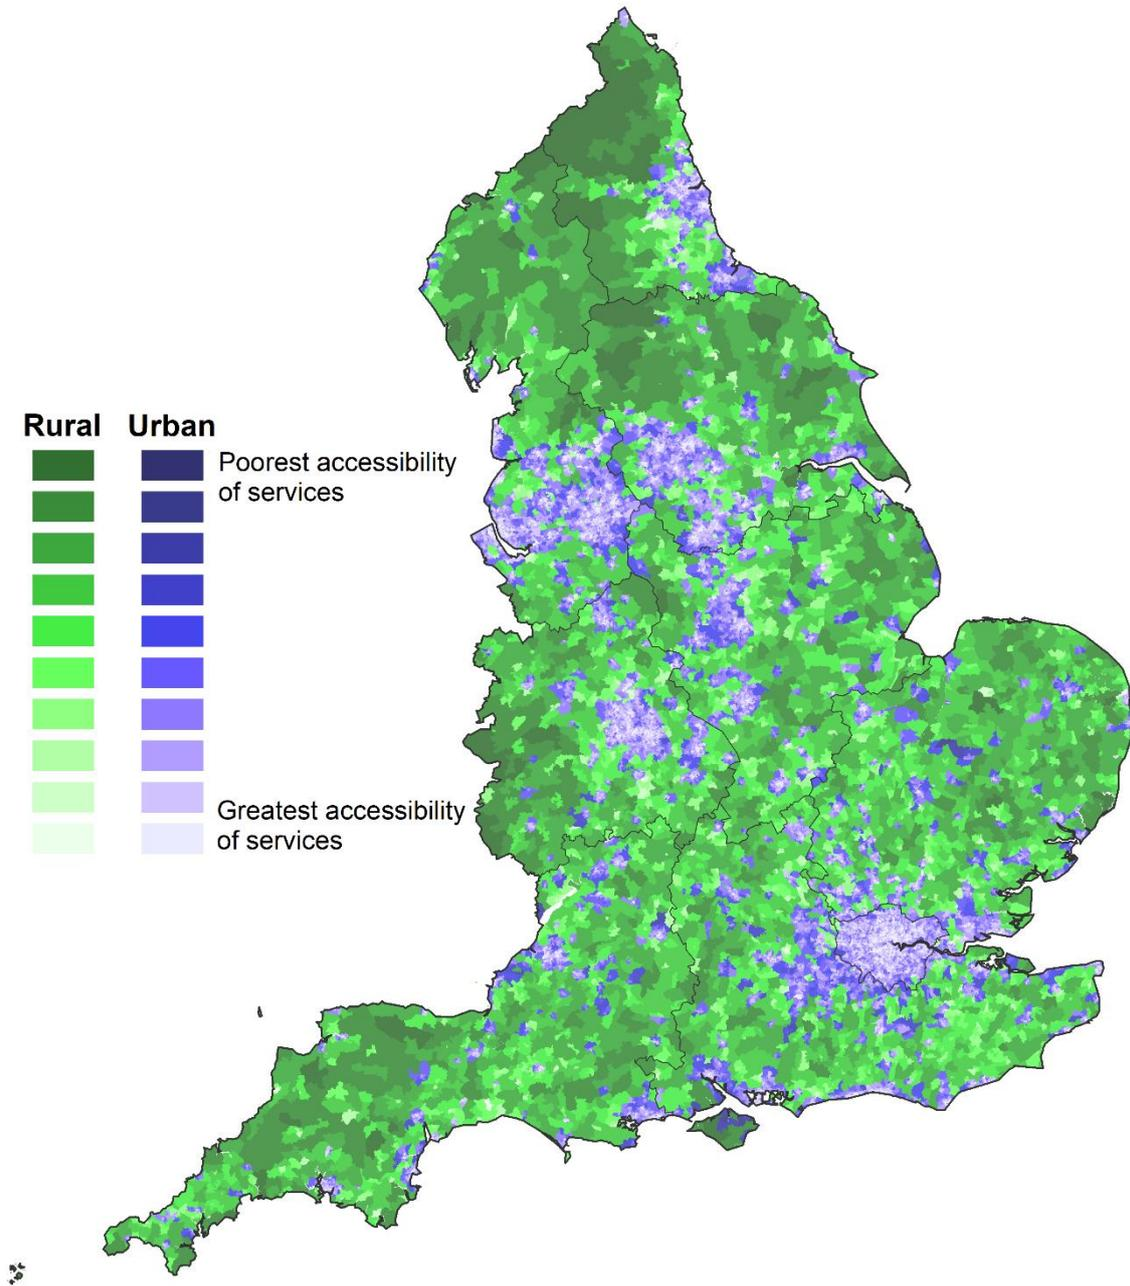 Rural Urban
Poorest accessibility
of services
Greatest accessibility
of services